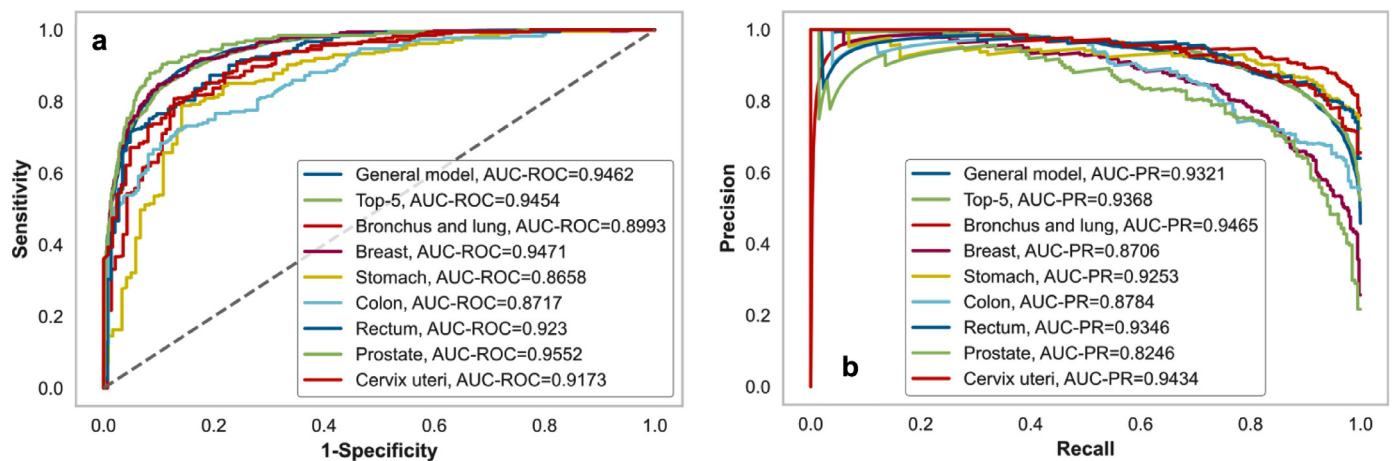 a
1.0
0.8
0.6
0.4
0.2
0.0
Sensitivity
General model, AUC-ROC=0.9462
Top-5, AUC-ROC=0.9454
Bronchus and lung, AUC-ROC=0.8993
Breast, AUC-ROC=0.9471
Stomach, AUC-ROC=0.8658
Colon, AUC-ROC=0.8717
Rectum, AUC-ROC=0.923
Prostate, AUC-ROC=0.9552
Cervix uteri, AUC-ROC=0.9173
0.0 0.2 0.4 0.6 0.8 1.0
1-Specificity
1.0
0.8
0.6
0.4
0.2
0.0
Precision
General model, AUC-PR=0.9321
Top-5, AUC-PR=0.9368
Bronchus and lung, AUC-PR=0.9465
Breast, AUC-PR=0.8706
Stomach, AUC-PR=0.9253
Colon, AUC-PR=0.8784
Rectum, AUC-PR=0.9346
Prostate, AUC-PR=0.8246
Cervix uteri, AUC-PR=0.9434
b
0.0 0.2 0.4 0.6 0.8 1.0
Recall